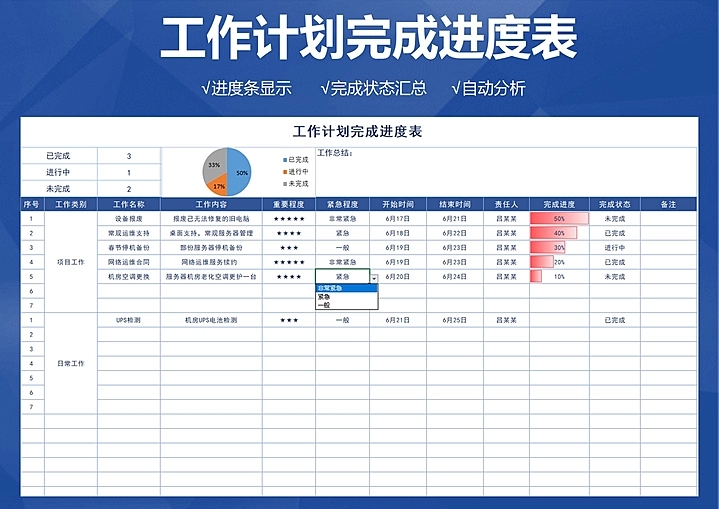 工作计划完成进度表
√进度条显示 √完成状态汇总 √自动分析
工作计划完成进度表
已完成 3
进行中 1
未完成 2
33%
50%
17%
已完成
进行中
未完成
工作总结：
序号 工作类别 工作名称 工作内容 重要程度 紧急程度 开始时间 结束时间 责任人 完成进度 完成状态 备注
项目工作
1 设备报废 报废已无法修复的旧电脑 ★★★★★ 非常紧急 6月17日 6月21日 吕某某 50% 未完成
2 常规运维支持 桌面支持，常规服务器管理 ★★★★ 紧急 6月18日 6月22日 吕某某 40% 已完成
3 春节停机备份 部份服务器停机备份 ★★★ 一般 6月19日 6月23日 吕某某 30% 进行中
4 网络运维合同 网络运维服务续约 ★★★★★ 非常紧急 6月19日 6月23日 吕某某 20% 已完成
5 机房空调更换 服务器机房老化空调更护一台 ★★★★ 紧急 6月20日 6月24日 吕某某 10% 未完成
非常紧急
紧急
一般
6
7
日常工作
1 UPS检测 机房UPS电池检测 ★★★ 一般 6月21日 6月25日 吕某某 已完成
2
3
4
5
6
7